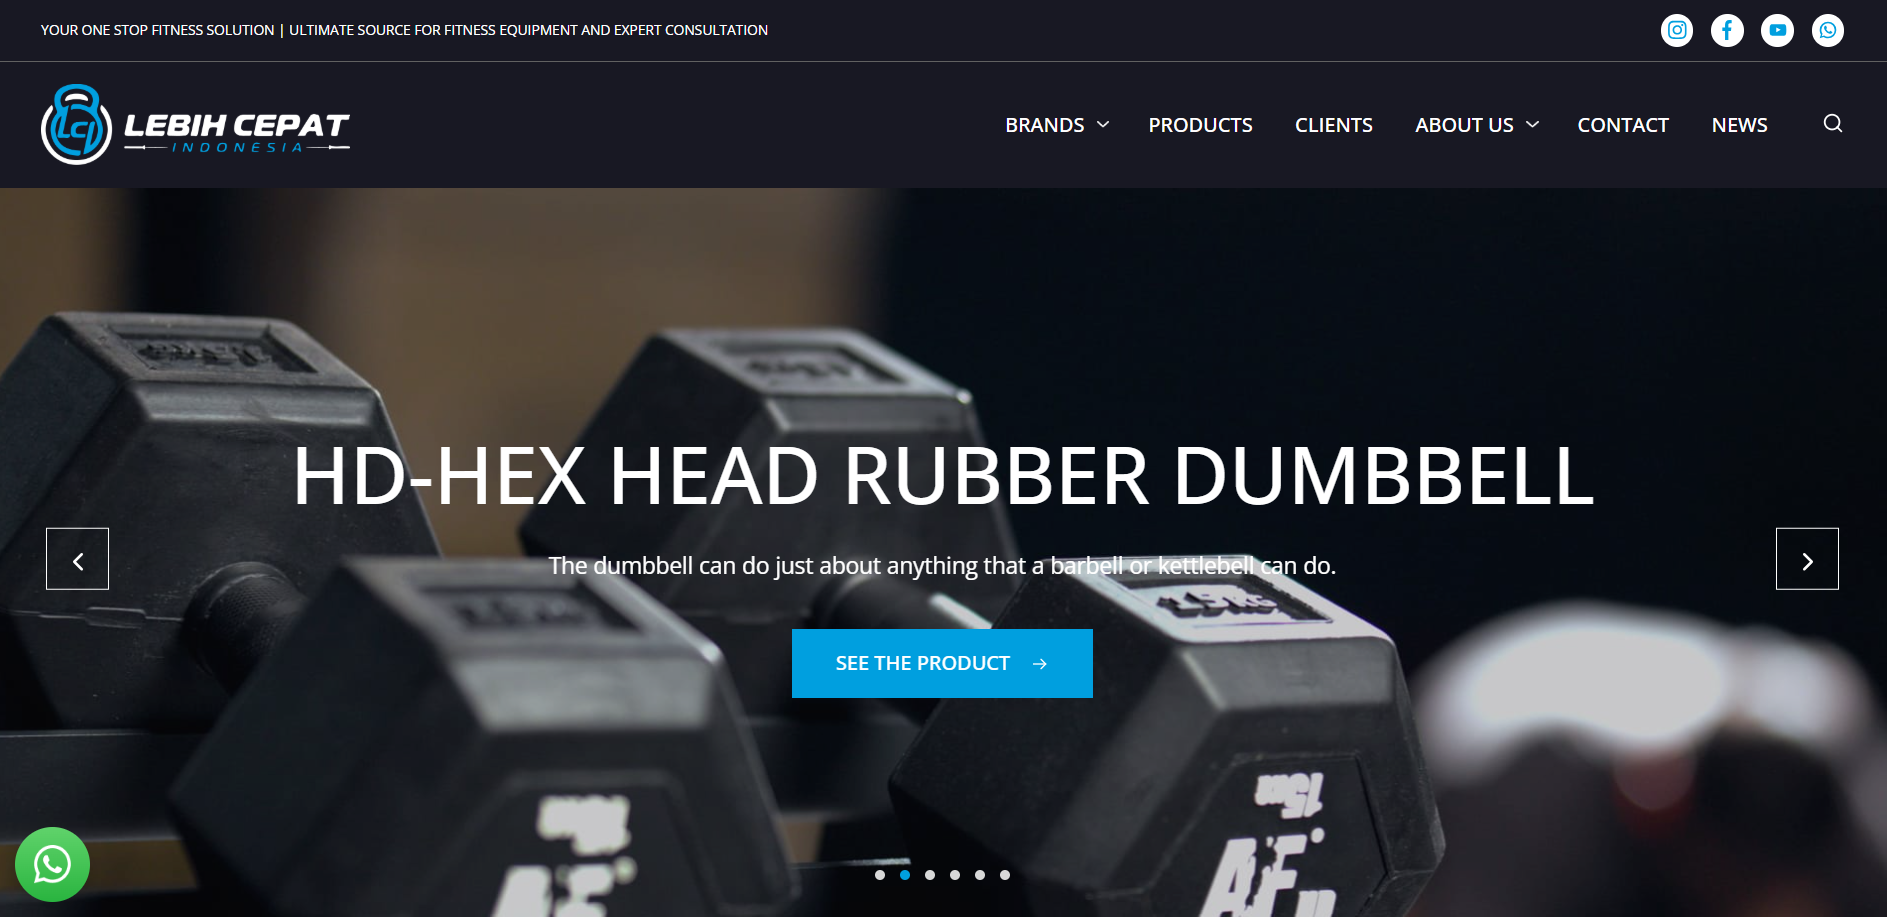 YOUR ONE STOP FITNESS SOLUTION | ULTIMATE SOURCE FOR FITNESS EQUIPMENT AND EXPERT CONSULTATION
LCI
LEBIH CEPAT
INDONESIA
BRANDS
PRODUCTS
CLIENTS
ABOUT US
CONTACT
NEWS
HD-HEX HEAD RUBBER DUMBBELL
The dumbbell can do just about anything that a barbell or kettlebell can do.
15KG
SEE THE PRODUCT